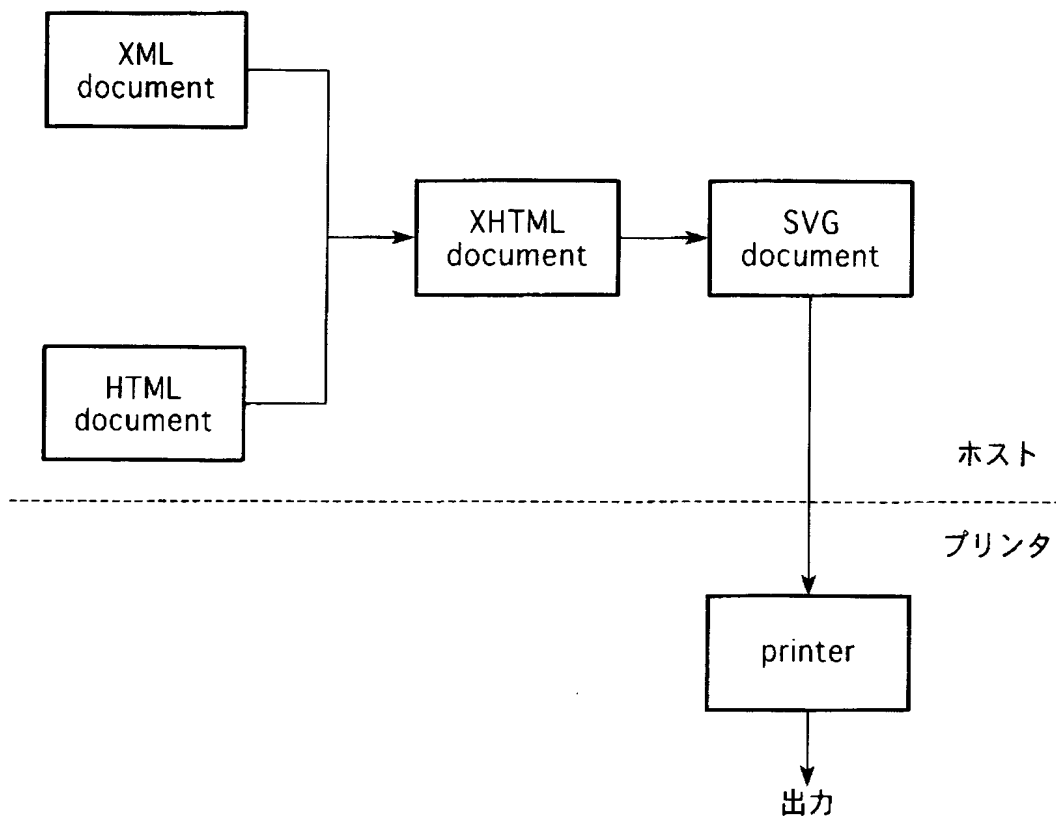 XML
document
XHTML
document
SVG
document
HTML
document
ホスト
プリンタ
printer
出力